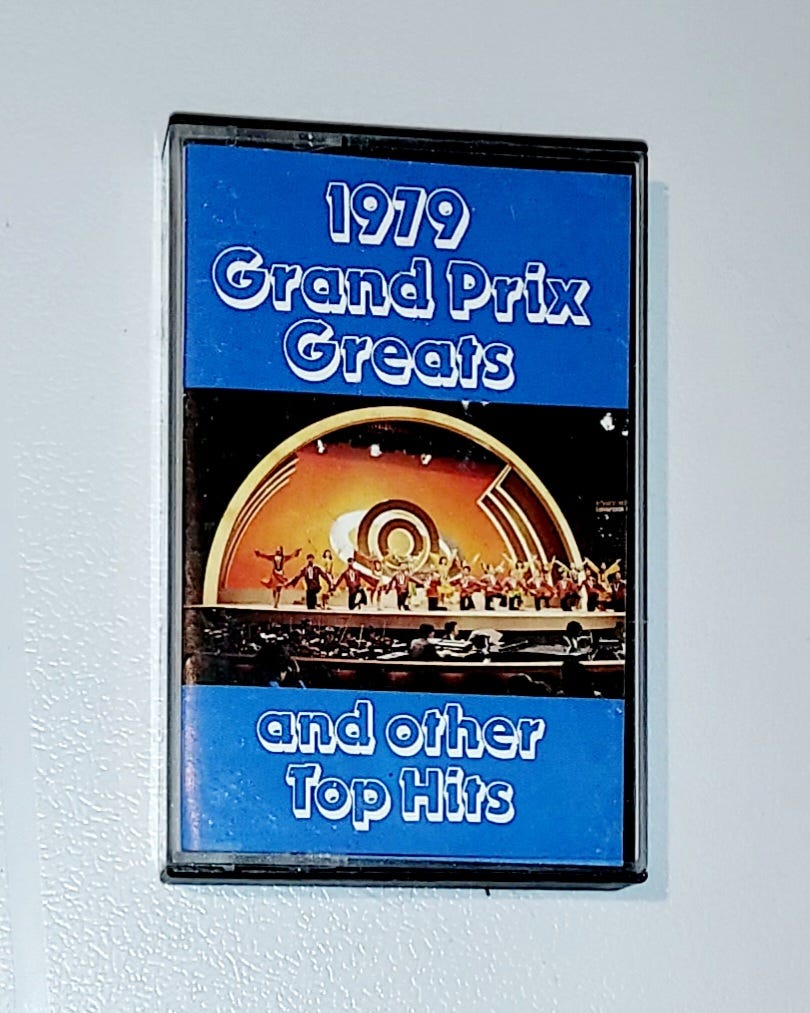 1979
Grand Prix
Greats
and other
Top Hits